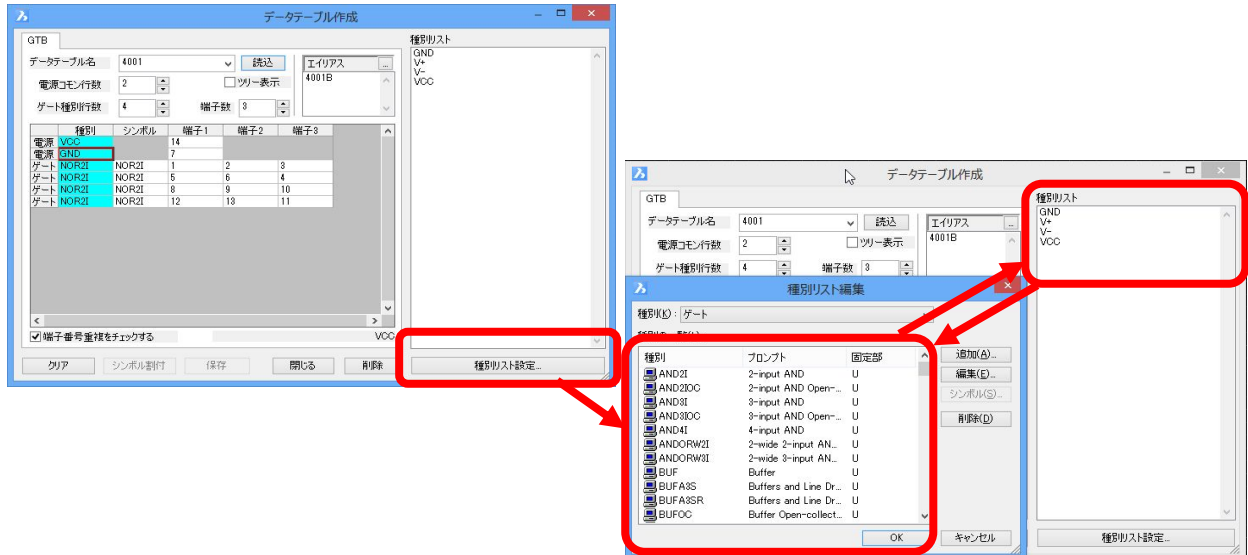 データテーブル作成
GTB
データテーブル名 4001 読込 エイリアス ...
電源コモン行数 2 ツリー表示 4001B
ゲート種別行数 4 端子数 3
種別 シンボル 端子1 端子2 端子3
電源 VCC 14
電源 GND 7
ゲート NOR2I NOR2I 1 2 3
ゲート NOR2I NOR2I 5 6 4
ゲート NOR2I NOR2I 8 9 10
ゲート NOR2I NOR2I 12 13 11
端子番号重複をチェックする VCC
クリア シンボル割付 保存 閉じる 削除
種別リスト
GND
V+
V-
VCC
種別リスト設定...
データテーブル作成
GTB
データテーブル名 4001 読込 エイリアス ...
電源コモン行数 2 ツリー表示 4001B
ゲート種別行数 4 端子数 3
種別リスト
GND
V+
V-
VCC
種別リスト設定...
種別リスト編集
種別(K): ゲート
種別 プロンプト 固定部
AND2I 2-input AND U
AND2IOC 2-input AND Open-... U
AND3I 3-input AND U
AND3IOC 3-input AND Open-... U
AND4I 4-input AND U
ANDORW2I 2-wide 2-input AN... U
ANDORW3I 2-wide 3-input AN... U
BUF Buffer U
BUFA3S Buffers and Line Dr... U
BUFA3SR Buffers and Line Dr... U
BUFOC Buffer Open-collect... U
追加(A)...
編集(E)...
シンボル(S)...
削除(D)
OK キャンセル